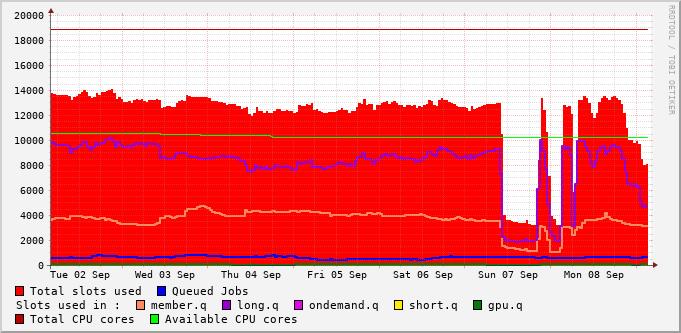 20000
18000
16000
14000
12000
10000
8000
6000
4000
2000
0
Tue 02 Sep Wed 03 Sep Thu 04 Sep Fri 05 Sep Sat 06 Sep Sun 07 Sep Mon 08 Sep
Total slots used Queued Jobs
Slots used in : member.q long.q ondemand.q short.q gpu.q
Total CPU cores Available CPU cores
RRDTOOL / TOBI OETIKER